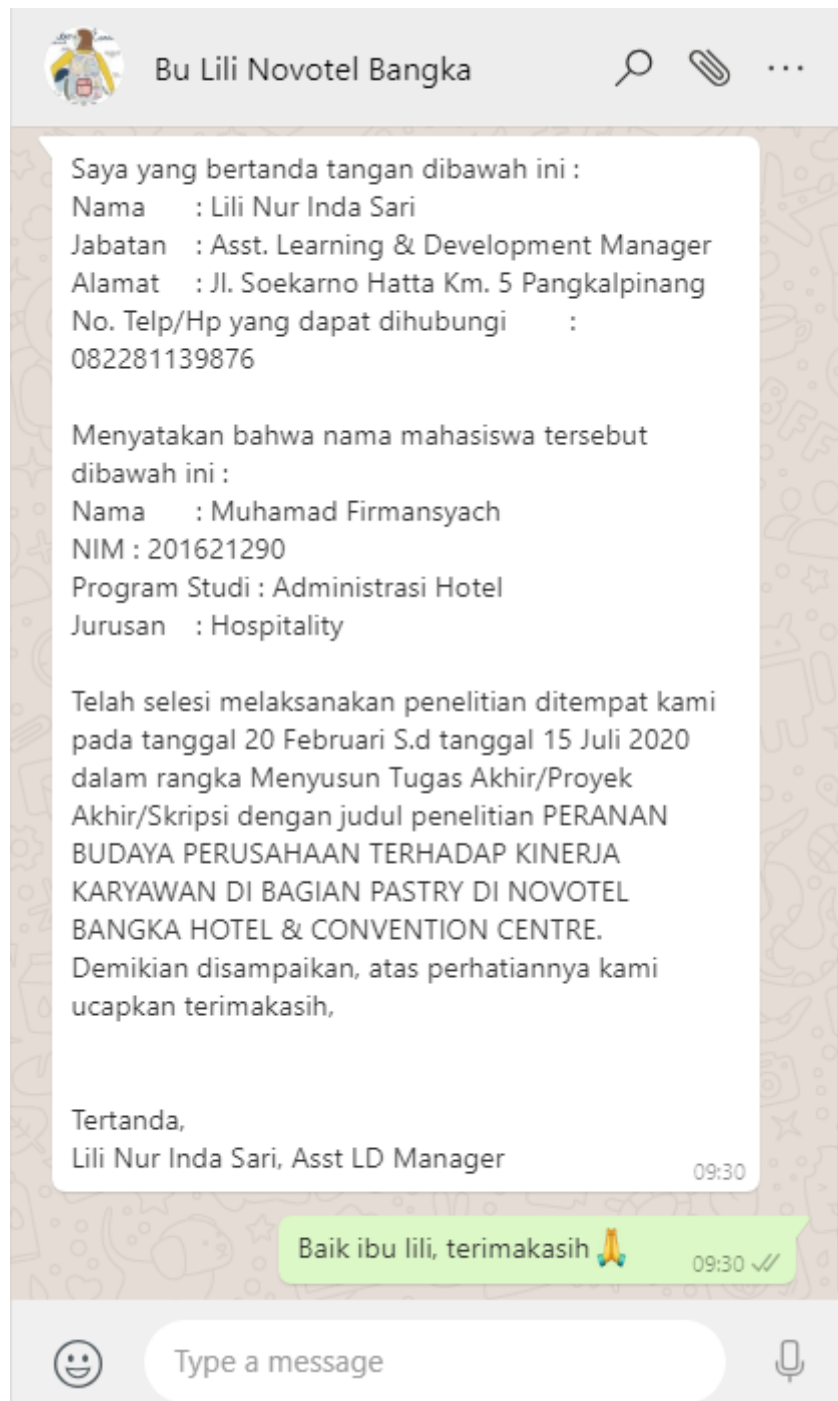 Bu Lili Novotel Bangka
Saya yang bertanda tangan dibawah ini :
Nama : Lili Nur Inda Sari
Jabatan : Asst. Learning & Development Manager
Alamat : Jl. Soekarno Hatta Km. 5 Pangkalpinang
No. Telp/Hp yang dapat dihubungi :
082281139876
Menyatakan bahwa nama mahasiswa tersebut
dibawah ini :
Nama : Muhamad Firmansyach
NIM : 201621290
Program Studi : Administrasi Hotel
Jurusan : Hospitality
Telah selesi melaksanakan penelitian ditempat kami
pada tanggal 20 Februari S.d tanggal 15 Juli 2020
dalam rangka Menyusun Tugas Akhir/Proyek
Akhir/Skripsi dengan judul penelitian PERANAN
BUDAYA PERUSAHAAN TERHADAP KINERJA
KARYAWAN DI BAGIAN PASTRY DI NOVOTEL
BANGKA HOTEL & CONVENTION CENTRE.
Demikian disampaikan, atas perhatiannya kami
ucapkan terimakasih,
Tertanda,
Lili Nur Inda Sari, Asst LD Manager
09:30
Baik ibu lili, terimakasih 🙏
09:30
Type a message